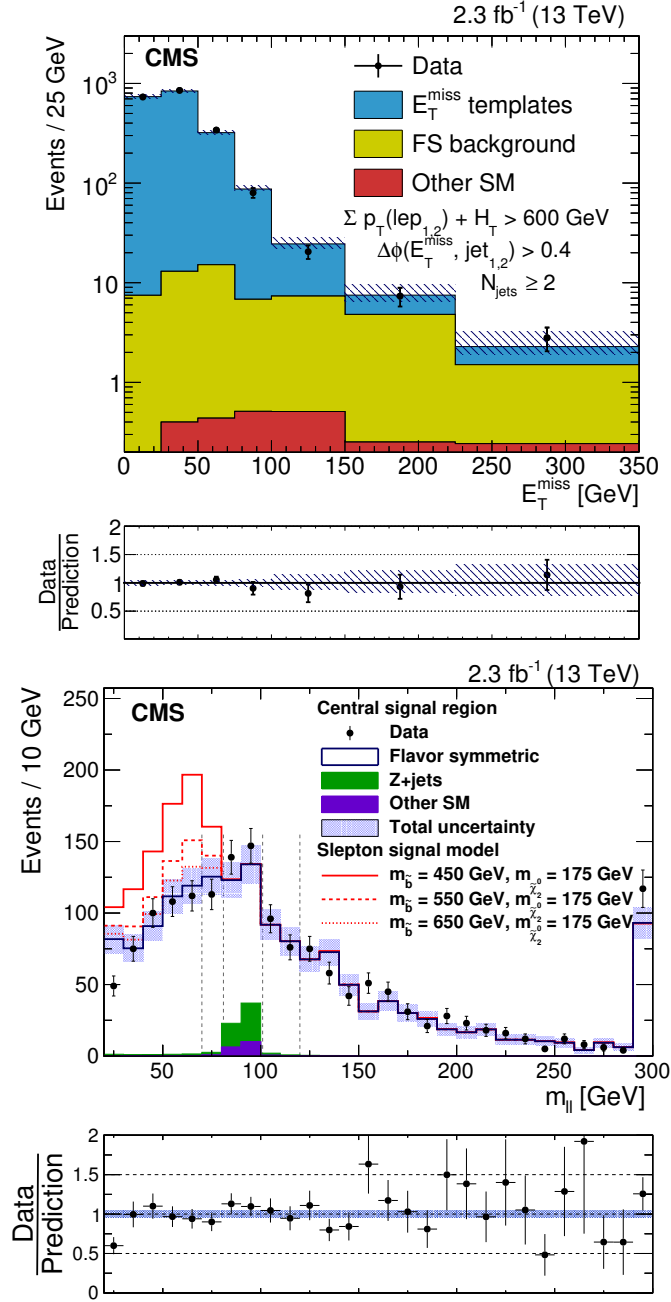 2.3 fb⁻¹ (13 TeV)
CMS
Data
E_T^miss templates
FS background
Other SM
Σ p_T(lep_1,2) + H_T > 600 GeV
Δϕ(E_T^miss, jet_1,2) > 0.4
N_jets ≥ 2
Events / 25 GeV
10³
10²
10
1
0 50 100 150 200 250 300 350
E_T^miss [GeV]
Data
Prediction
2
1.5
1
0.5
2.3 fb⁻¹ (13 TeV)
CMS
Central signal region
Data
Flavor symmetric
Z+jets
Other SM
Total uncertainty
Slepton signal model
m_b̃ = 450 GeV, m_χ̃₂⁰ = 175 GeV
m_b̃ = 550 GeV, m_χ̃₂⁰ = 175 GeV
m_b̃ = 650 GeV, m_χ̃₂⁰ = 175 GeV
Events / 10 GeV
250
200
150
100
50
0
50 100 150 200 250 300
m_ll [GeV]
Data
Prediction
2
1.5
1
0.5
0